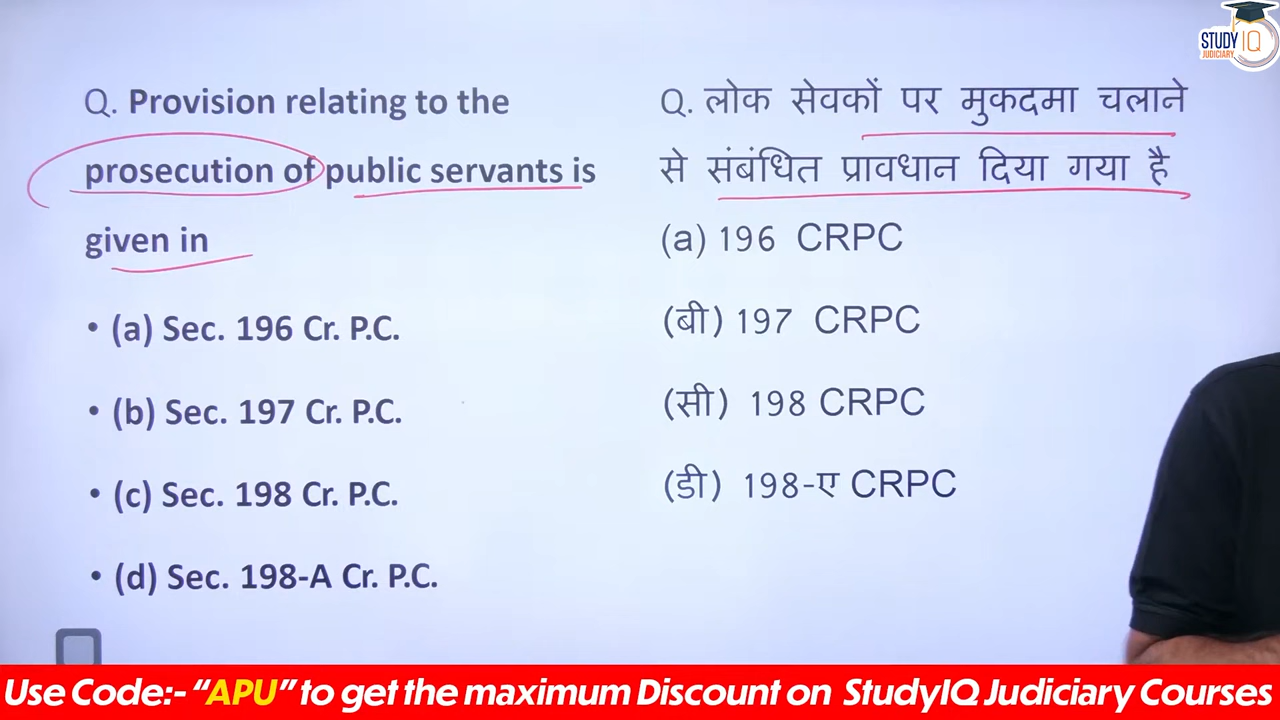 STUDY IQ
JUDICIARY
Q. Provision relating to the
prosecution of public servants is
given in
• (a) Sec. 196 Cr. P.C.
• (b) Sec. 197 Cr. P.C.
• (c) Sec. 198 Cr. P.C.
• (d) Sec. 198-A Cr. P.C.
Q. लोक सेवकों पर मुकदमा चलाने
से संबंधित प्रावधान दिया गया है
(a) 196 CRPC
(बी) 197 CRPC
(सी) 198 CRPC
(डी) 198-ए CRPC
Use Code:- “APU” to get the maximum Discount on StudyIQ Judiciary Courses